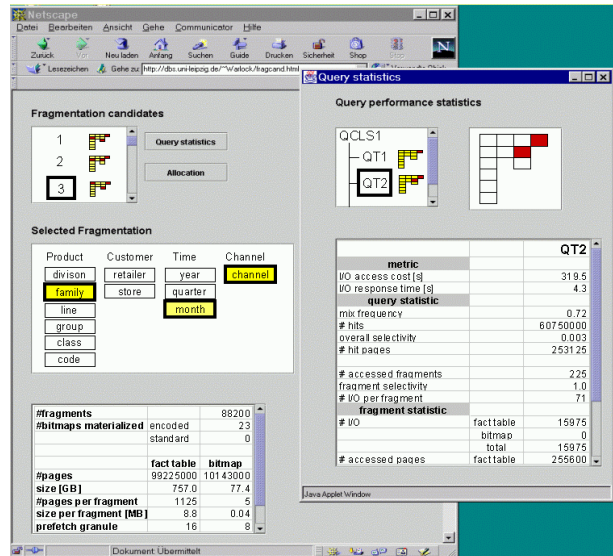 Netscape
Datei Bearbeiten Ansicht Gehe Communicator Hilfe
Zurück Vor Neu laden Anfang Suchen Guide Drucken Sicherheit Shop Stop
Lesezeichen Gehe zu: http://dbs.uni-leipzig.de/~Warlock/fragcand.html
Fragmentation candidates
1
2
3
Query statistics
Allocation
Selected Fragmentation
Product Customer Time Channel
divison retailer year channel
family store quarter
line month
group
class
code
#fragments 88200
#bitmaps materialized encoded 23
standard 0
fact table bitmap
#pages 99225000 10143000
size [GB] 757.0 77.4
#pages per fragment 1125 5
size per fragment [MB] 8.8 0.04
prefetch granule 16 8
Dokument: Übermittelt
Query statistics
Query performance statistics
QCLS1
QT1
QT2
QT2
metric
I/O access cost [s] 319.5
I/O response time [s] 4.3
query statistic
mix frequency 0.72
# hits 60750000
overall selectivity 0.003
# hit pages 253125
# accessed fragments 225
fragment selectivity 1.0
# I/O per fragment 71
fragment statistic
# I/O fact table 15975
bitmap 0
total 15975
# accessed pages fact table 255600
Java Applet Window